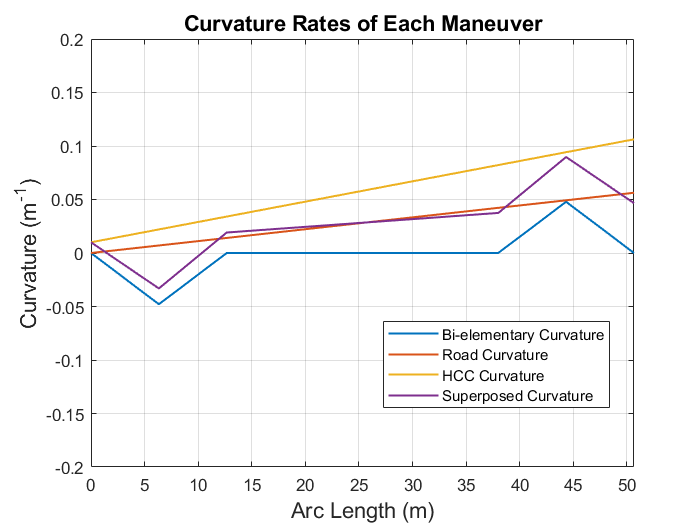 Curvature Rates of Each Maneuver
0.2
0.15
0.1
0.05
0
-0.05
-0.1
-0.15
-0.2
Curvature (m⁻¹)
Bi-elementary Curvature
Road Curvature
HCC Curvature
Superposed Curvature
0 5 10 15 20 25 30 35 40 45 50
Arc Length (m)